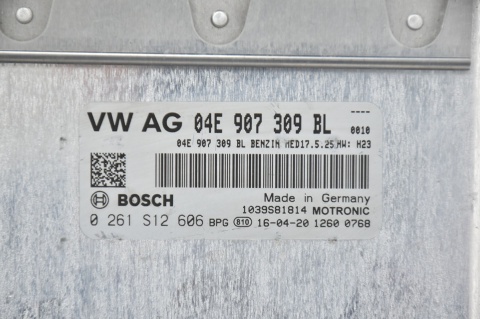 ----
VW AG 04E 907 309 BL 0010
04E 907 309 BL BENZIN MED17.5.25 HW: H23
BOSCH Made in Germany
1039S81814 MOTRONIC
0 261 S12 606 BPG 810 16-04-20 1260 0768